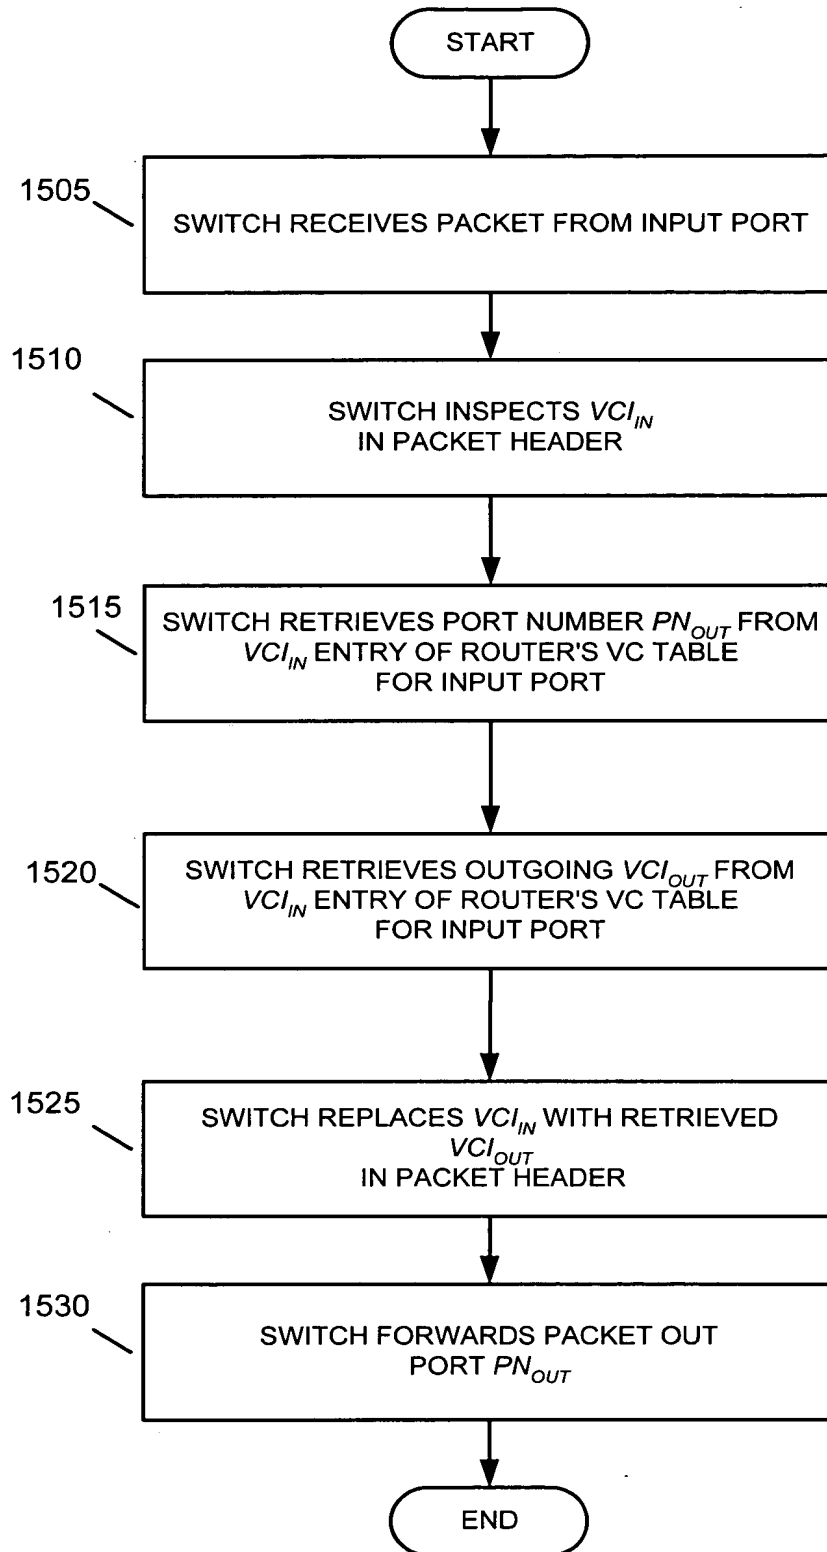 START
1505
SWITCH RECEIVES PACKET FROM INPUT PORT
1510
SWITCH INSPECTS VCI_IN
IN PACKET HEADER
1515
SWITCH RETRIEVES PORT NUMBER PN_OUT FROM
VCI_IN ENTRY OF ROUTER'S VC TABLE
FOR INPUT PORT
1520
SWITCH RETRIEVES OUTGOING VCI_OUT FROM
VCI_IN ENTRY OF ROUTER'S VC TABLE
FOR INPUT PORT
1525
SWITCH REPLACES VCI_IN WITH RETRIEVED
VCI_OUT
IN PACKET HEADER
1530
SWITCH FORWARDS PACKET OUT
PORT PN_OUT
END